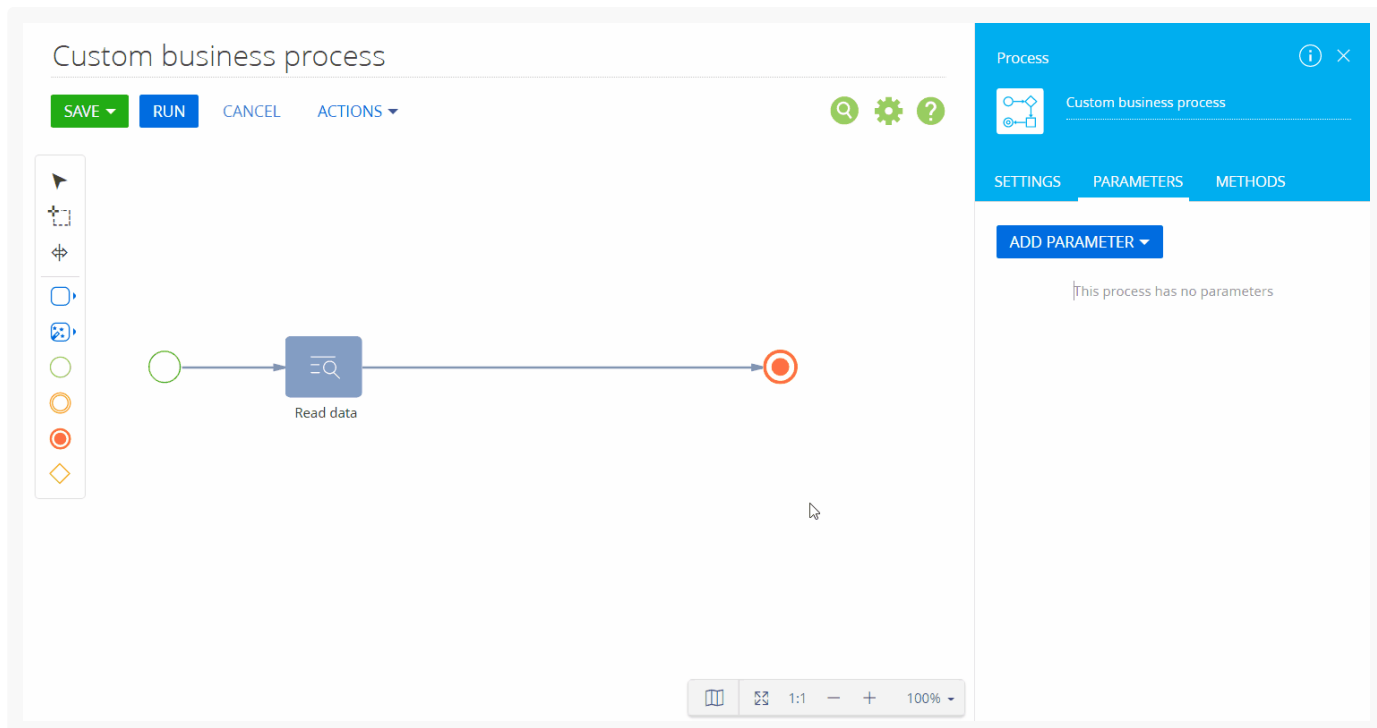 Custom business process
SAVE RUN CANCEL ACTIONS
Read data
1:1 100%
Process
Custom business process
SETTINGS PARAMETERS METHODS
ADD PARAMETER
This process has no parameters